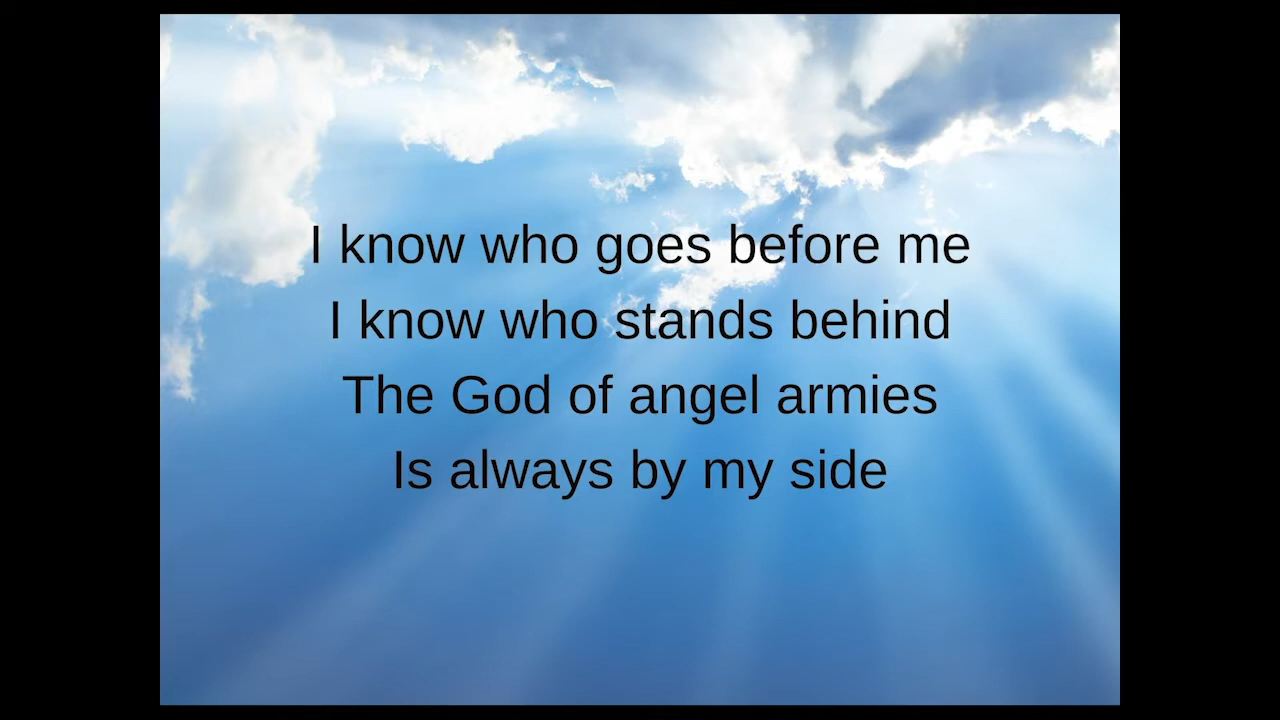 I know who goes before me
I know who stands behind
The God of angel armies
Is always by my side